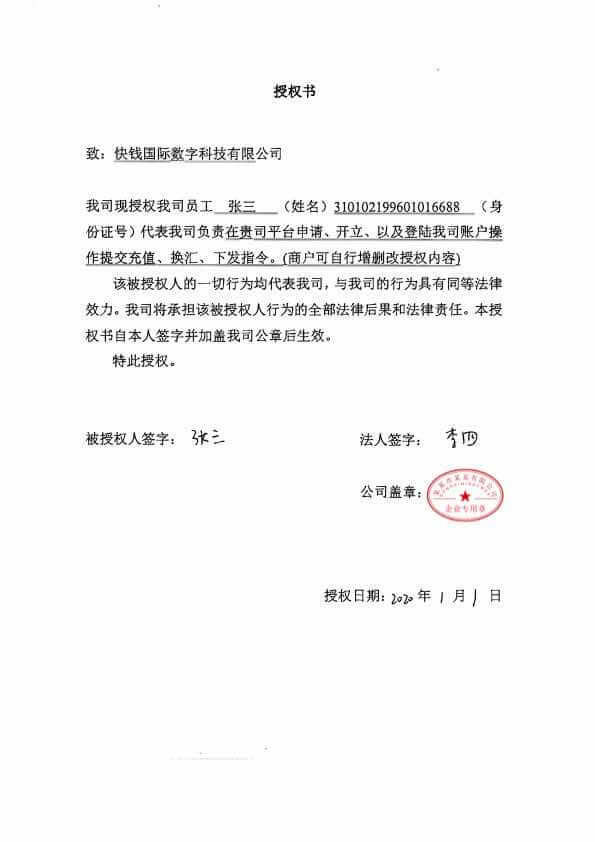 授权书
致：快钱国际数字科技有限公司
我司现授权我司员工 张三 （姓名）310102199601016688 （身
份证号）代表我司负责在贵司平台申请、开立、以及登陆我司账户操
作提交充值、换汇、下发指令。(商户可自行增删改授权内容)
该被授权人的一切行为均代表我司，与我司的行为具有同等法律
效力。我司将承担该被授权人行为的全部法律后果和法律责任。本授
权书自本人签字并加盖我司公章后生效。
特此授权。
被授权人签字： 张三 法人签字： 李四
公司盖章：
某某市某某有限公司
企业专用章
授权日期: 2020 年 1 月 1 日